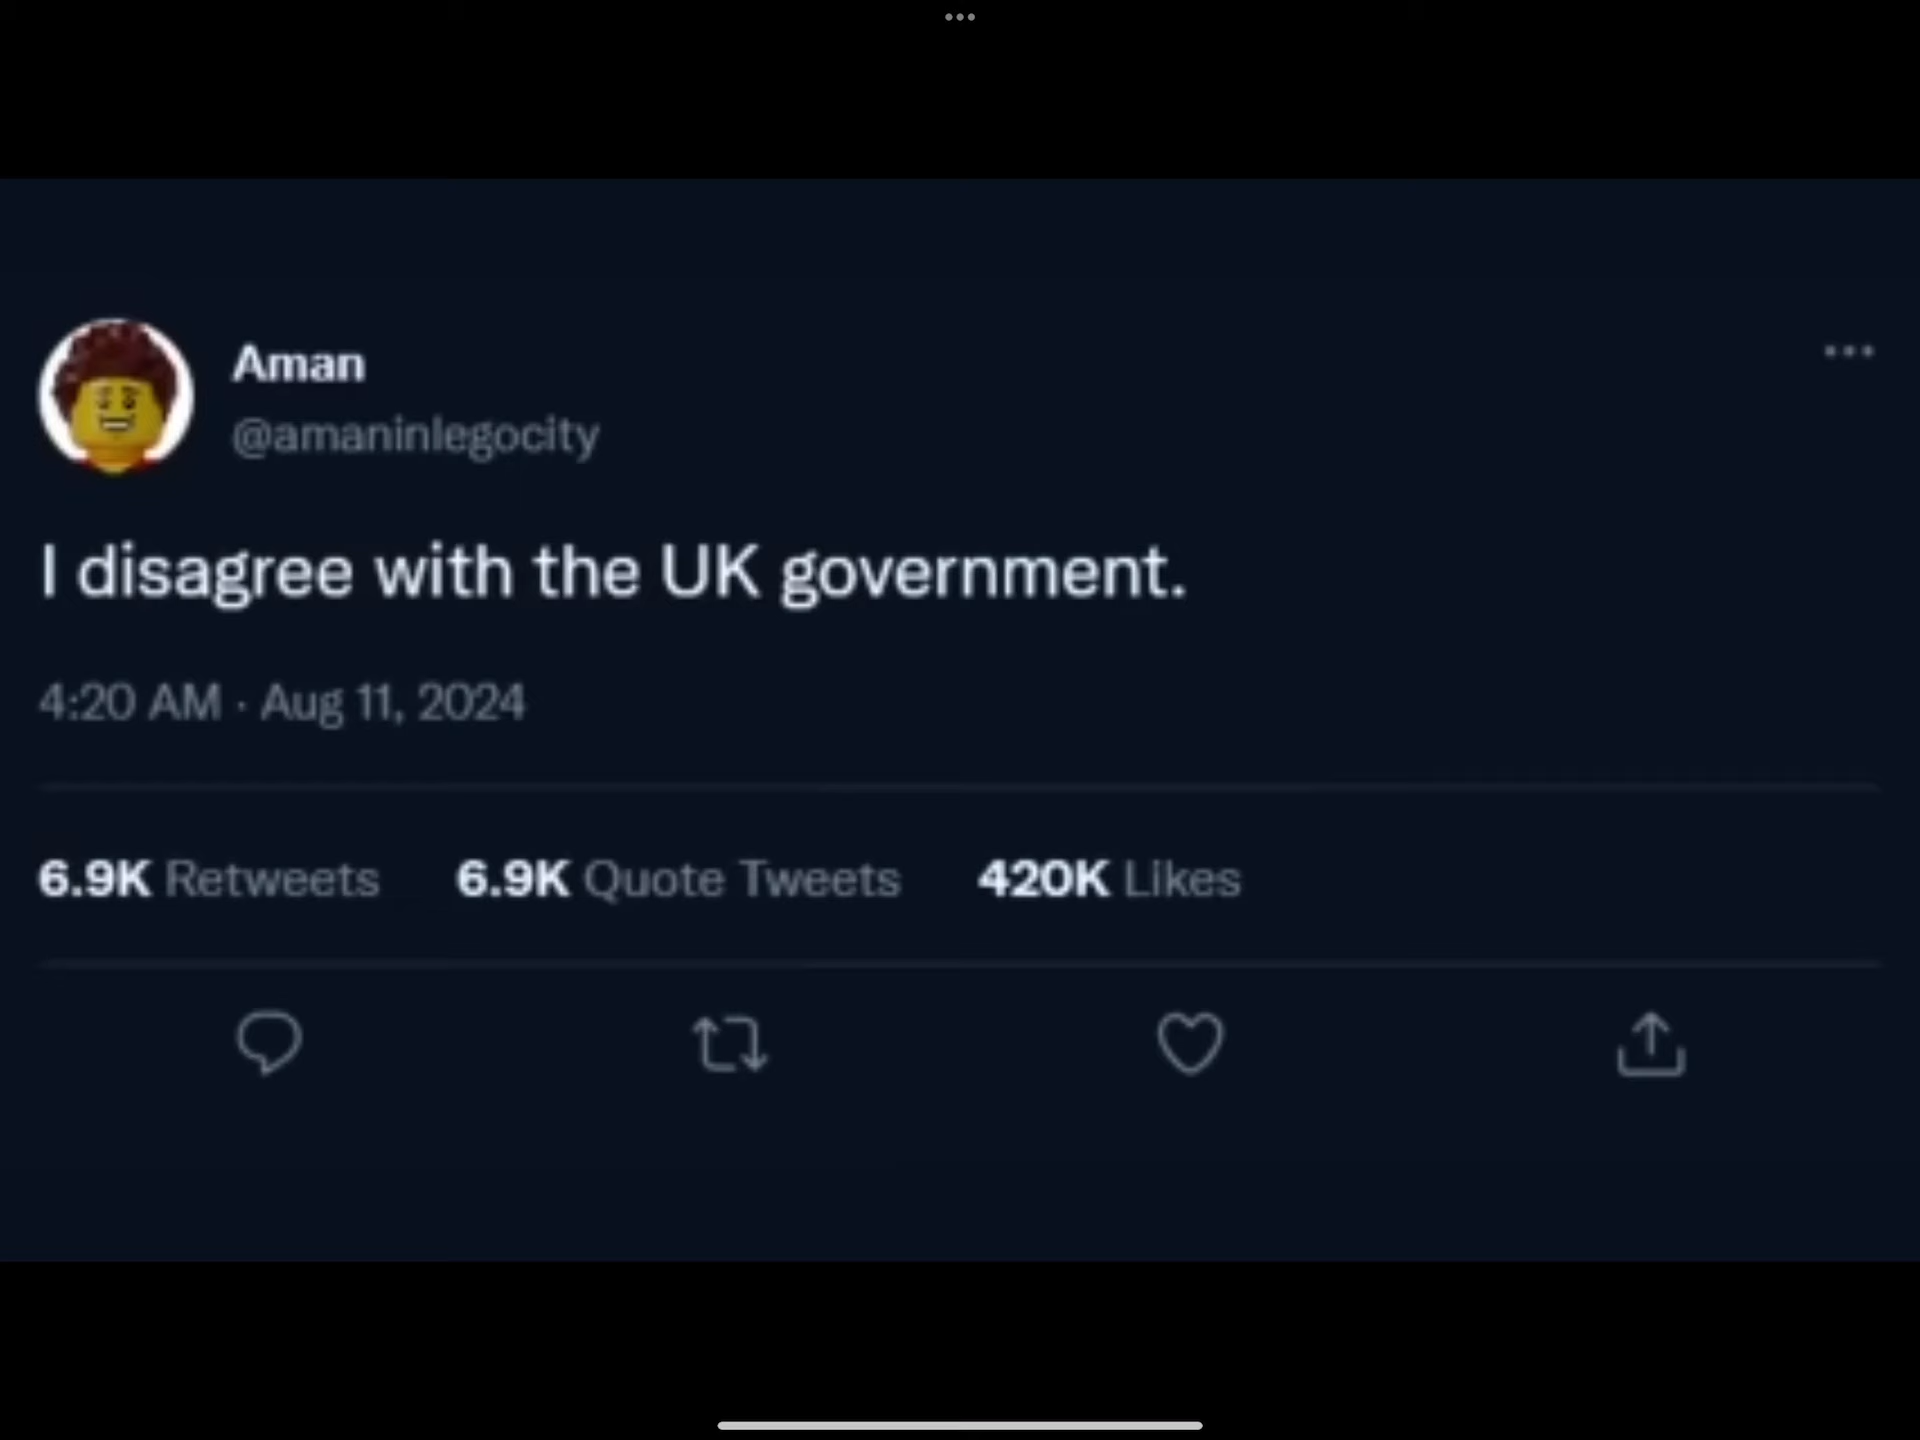 Aman
@amaninlegocity
I disagree with the UK government.
4:20 AM · Aug 11, 2024
6.9K Retweets 6.9K Quote Tweets 420K Likes